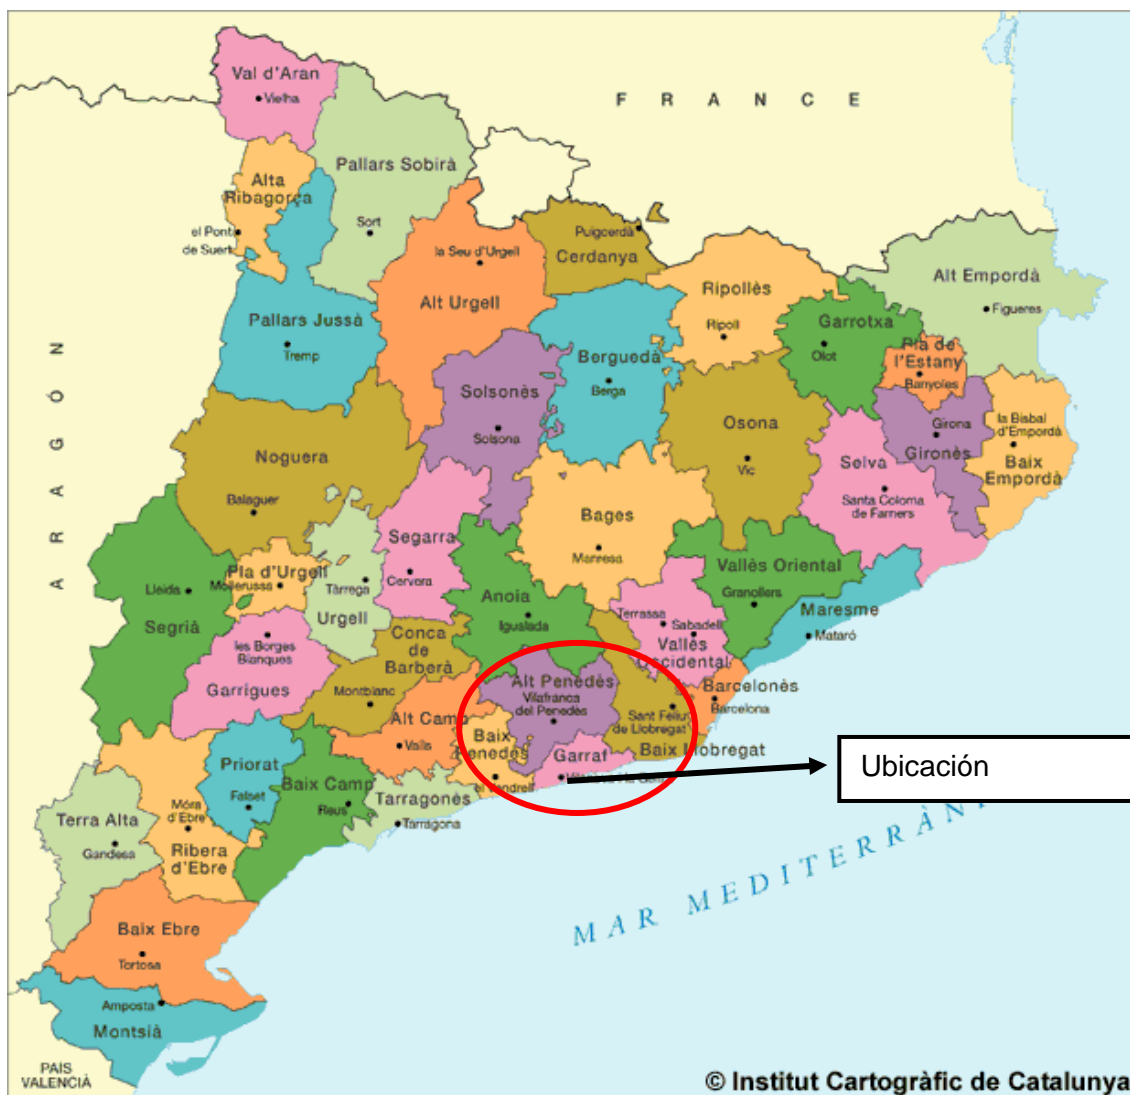 Val d'Aran
Vielha
FRANCE
Pallars Sobirà
Alta
Ribagorça
Sort
el Pont
de Suert
la Seu d'Urgell
Puigcerdà
Cerdanya
Alt Urgell
Ripollès
Ripoll
Alt Empordà
Figueres
Garrotxa
Olot
Pla de
l'Estany
Banyoles
Pallars Jussà
Tremp
Berguedà
Berga
Solsonès
Solsona
Osona
Vic
Girona
Gironès
la Bisbal
d'Empordà
Baix
Empordà
Selva
Santa Coloma
de Farners
ARAGÓN
Noguera
Balaguer
Bages
Manresa
Segarra
Cervera
Vallès Oriental
Granollers
Pla d'Urgell
Mollerussa
Lleida
Segrià
Tàrrega
Urgell
Anoia
Igualada
Terrassa
Sabadell
Vallès
Occidental
Maresme
Mataró
les Borges
Blanques
Garrigues
Conca
de
Barberà
Montblanc
Alt Penedès
Vilafranca
del Penedès
Barcelonès
Barcelona
Sant Feliu
de Llobregat
Baix Llobregat
Alt Camp
Valls
Baix
Penedès
el Vendrell
Garraf
Ubicación
Priorat
Falset
Baix Camp
Reus
Tarragonès
Tarragona
Móra
d'Ebre
Ribera
d'Ebre
Terra Alta
Gandesa
MAR MEDITERRÀN
Baix Ebre
Tortosa
Amposta
Montsià
PAÍS
VALENCIÀ
© Institut Cartogràfic de Catalunya